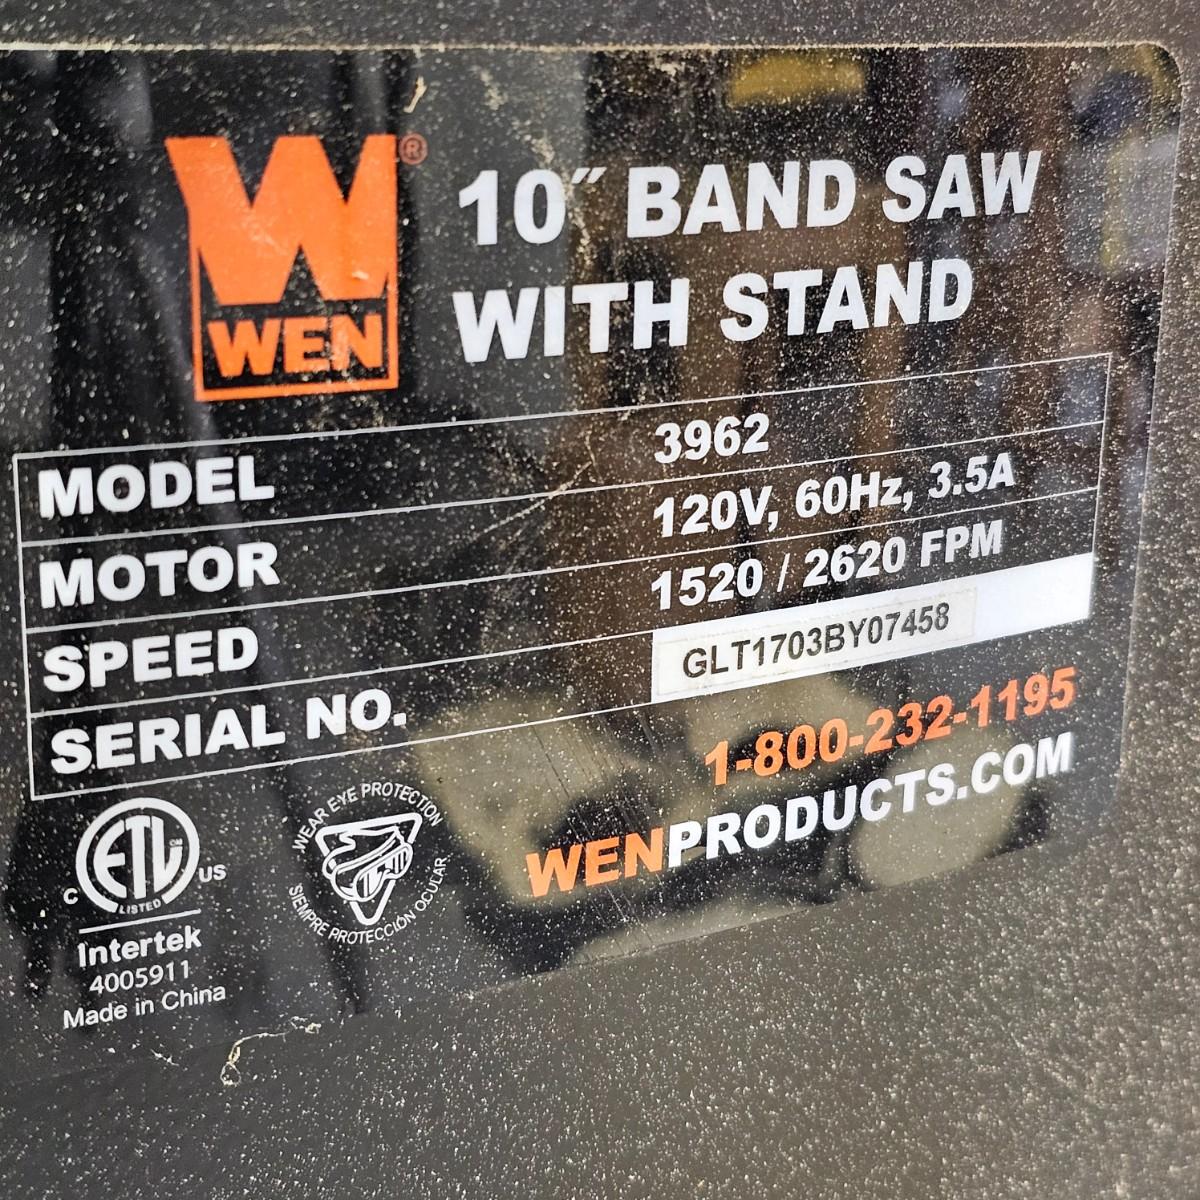 WEN®
10" BAND SAW
WITH STAND
MODEL 3962
MOTOR 120V, 60Hz, 3.5A
SPEED 1520 / 2620 FPM
SERIAL NO. GLT1703BY07458
1-800-232-1195
WENPRODUCTS.COM
C ETL US
LISTED
Intertek
4005911
Made in China
WEAR EYE PROTECTION
SIEMPRE PROTECCIÓN OCULAR